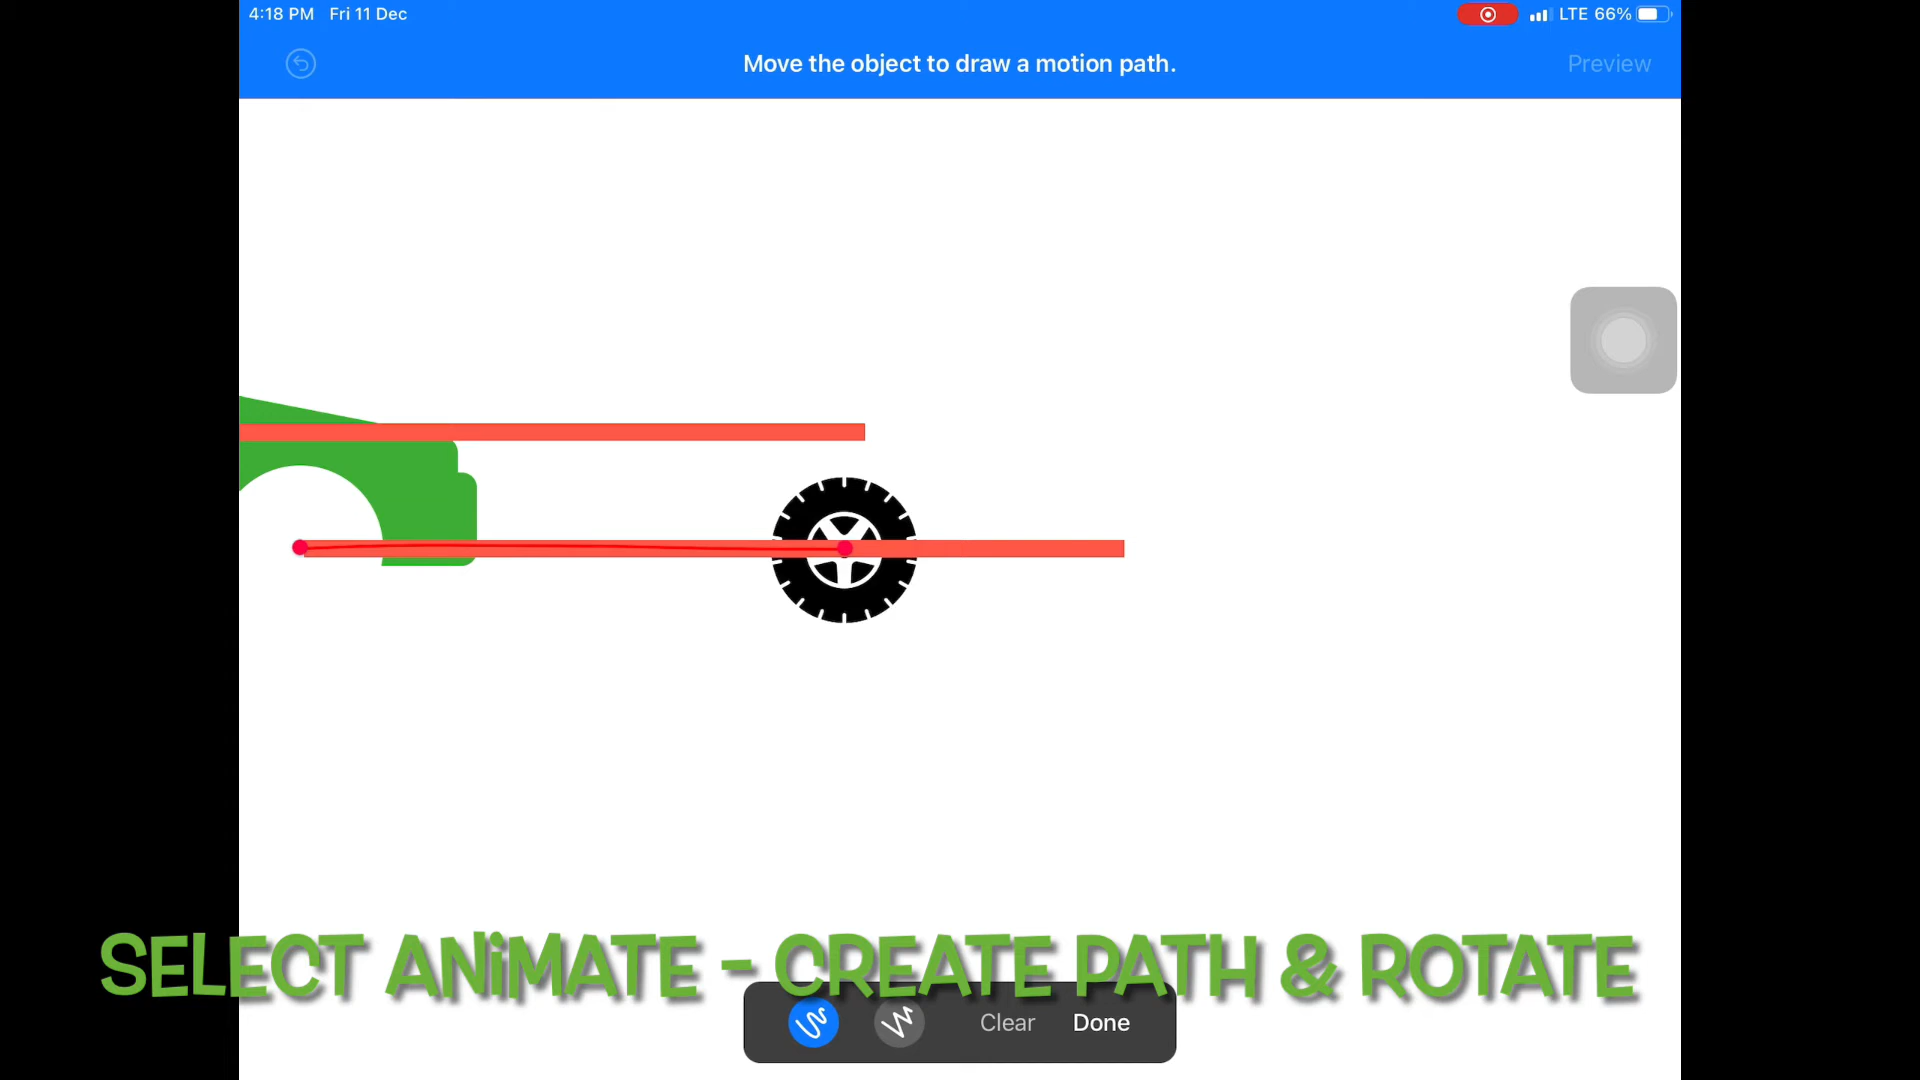 4:18 PM Fri 11 Dec
LTE 66%
Move the object to draw a motion path.
Preview
SELECT ANiMATE - CREATE PATH & ROTATE
Clear Done